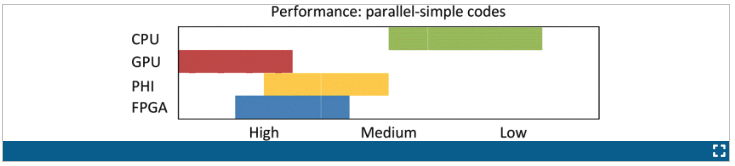 Performance: parallel-simple codes
CPU
GPU
PHI
FPGA
High Medium Low